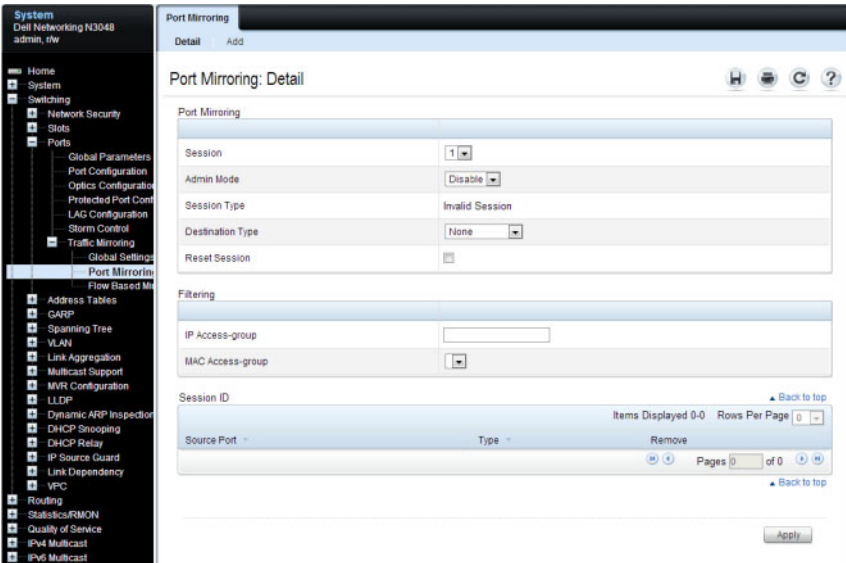 System
Dell Networking N3048
admin, r/w
Home
System
Switching
Network Security
Slots
Ports
Global Parameters
Port Configuration
Optics Configuration
Protected Port Conf
LAG Configuration
Storm Control
Traffic Mirroring
Global Settings
Port Mirroring
Flow Based Mir
Address Tables
GARP
Spanning Tree
VLAN
Link Aggregation
Multicast Support
MVR Configuration
LLDP
Dynamic ARP Inspection
DHCP Snooping
DHCP Relay
IP Source Guard
Link Dependency
VPC
Routing
Statistics/RMON
Quality of Service
IPv4 Multicast
IPv6 Multicast
Port Mirroring
Detail Add
Port Mirroring: Detail
?
Port Mirroring
Session 1
Admin Mode Disable
Session Type Invalid Session
Destination Type None
Reset Session
Filtering
IP Access-group
MAC Access-group
Session ID Back to top
Items Displayed 0-0 Rows Per Page 0
Source Port Type Remove
Pages 0 of 0
Back to top
Apply